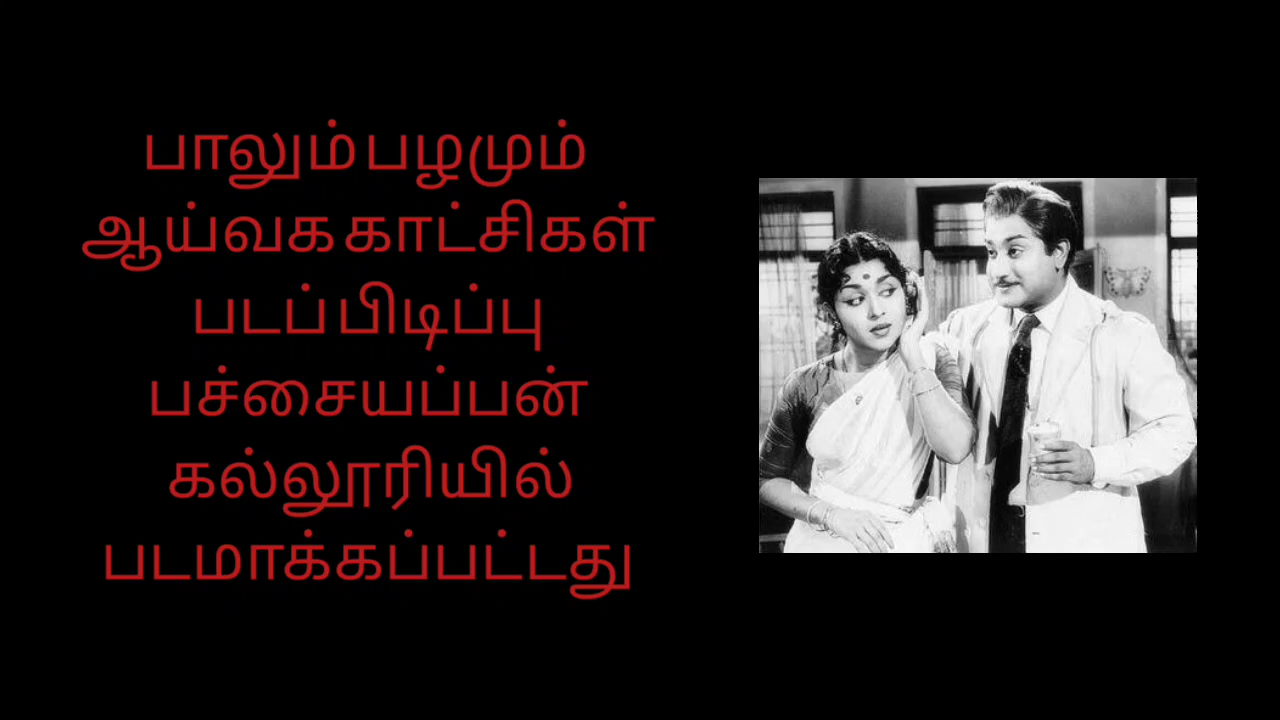 பாலும் பழமும்
ஆய்வக காட்சிகள்
படப்பிடிப்பு
பச்சையப்பன்
கல்லூரியில்
படமாக்கப்பட்டது